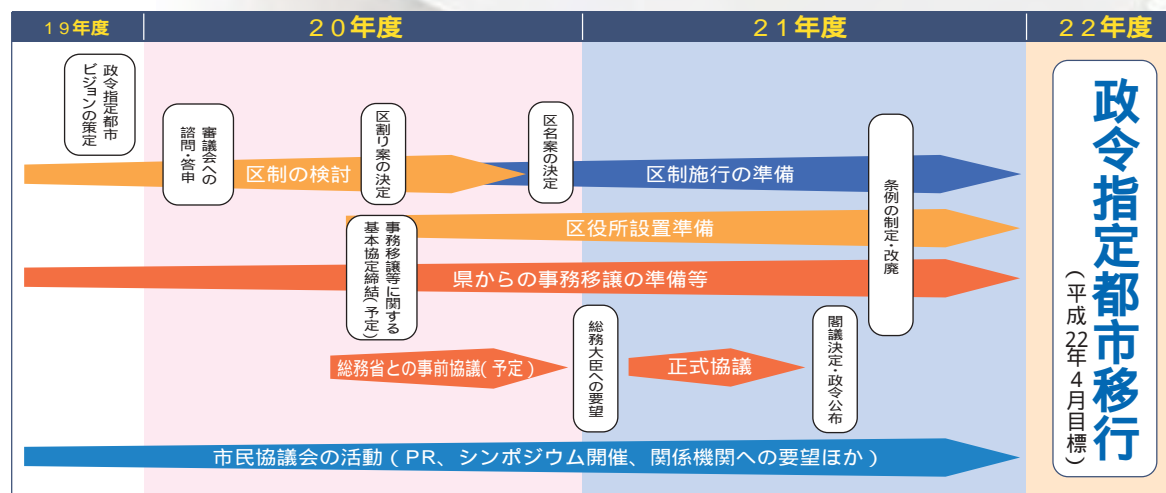 19年度
20年度
21年度
22年度
政令指定都市
ビジョンの策定
審議会への
諮問・答申
区制の検討
区割り案の決定
区名案の決定
区制施行の準備
条例の制定・改廃
区役所設置準備
事務移譲等に関する
基本協定締結(予定)
県からの事務移譲の準備等
総務省との事前協議(予定)
総務大臣への要望
正式協議
閣議決定・政令公布
市民協議会の活動(PR、シンポジウム開催、関係機関への要望ほか)
政令指定都市移行
(平成22年4月目標)